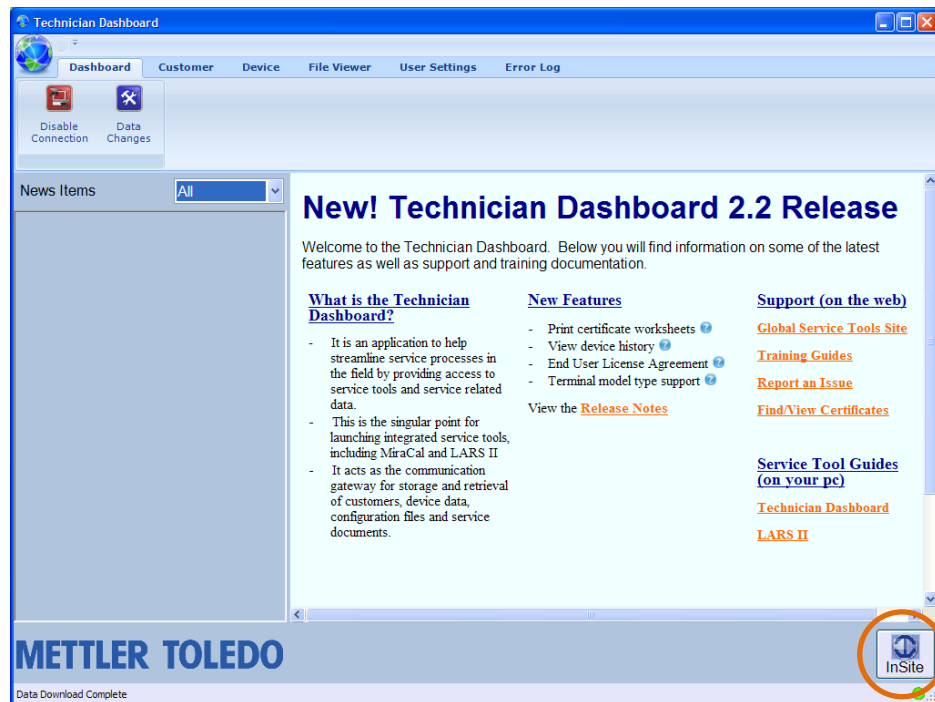 Technician Dashboard
Dashboard Customer Device File Viewer User Settings Error Log
Disable Connection
Data Changes
News Items
All
New! Technician Dashboard 2.2 Release
Welcome to the Technician Dashboard. Below you will find information on some of the latest
features as well as support and training documentation.
What is the Technician
Dashboard?
- It is an application to help
streamline service processes in
the field by providing access to
service tools and service related
data.
- This is the singular point for
launching integrated service tools,
including MiraCal and LARS II
- It acts as the communication
gateway for storage and retrieval
of customers, device data,
configuration files and service
documents.
New Features
- Print certificate worksheets
- View device history
- End User License Agreement
- Terminal model type support
View the Release Notes
Support (on the web)
Global Service Tools Site
Training Guides
Report an Issue
Find/View Certificates
Service Tool Guides
(on your pc)
Technician Dashboard
LARS II
METTLER TOLEDO
InSite
Data Download Complete